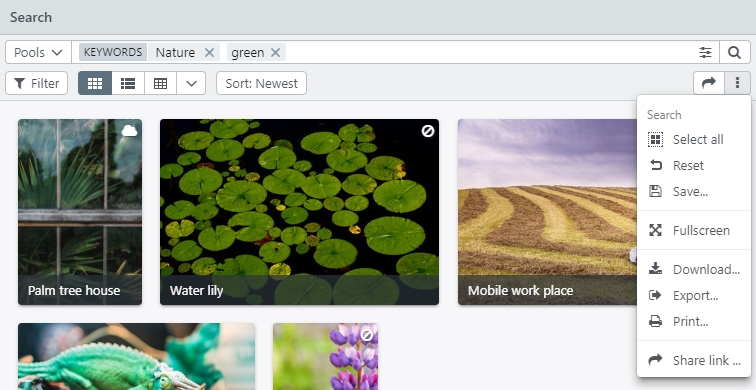 Search
Pools KEYWORDS Nature green
Filter Sort: Newest
Search
Select all
Reset
Save...
Fullscreen
Download...
Export...
Print...
Share link ...
Palm tree house Water lily Mobile work place